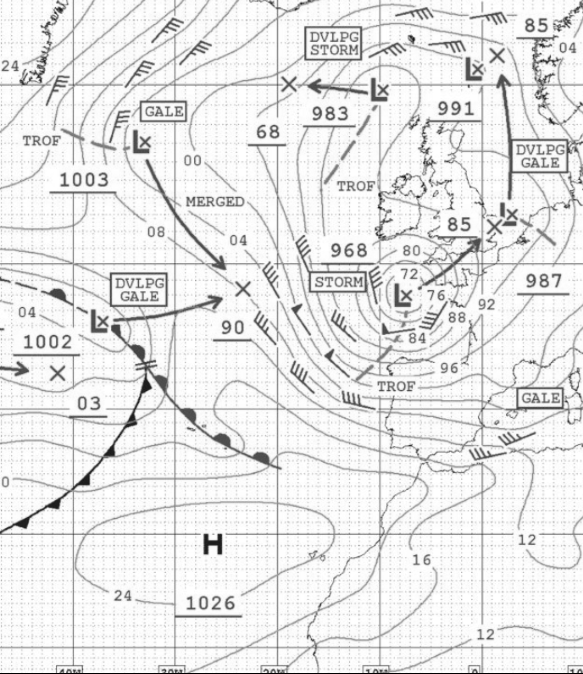 85
DVLPG
STORM
04
24
983
991
GALE
68
TROF
DVLPG
GALE
00
1003
TROF
MERGED
85
08
04
80
968
72
DVLPG
GALE
STORM
76
987
04
92
88
1002
90
84
96
TROF
03
GALE
0
H
12
16
24
1026
12
40W
30W
20W
10W
0
10